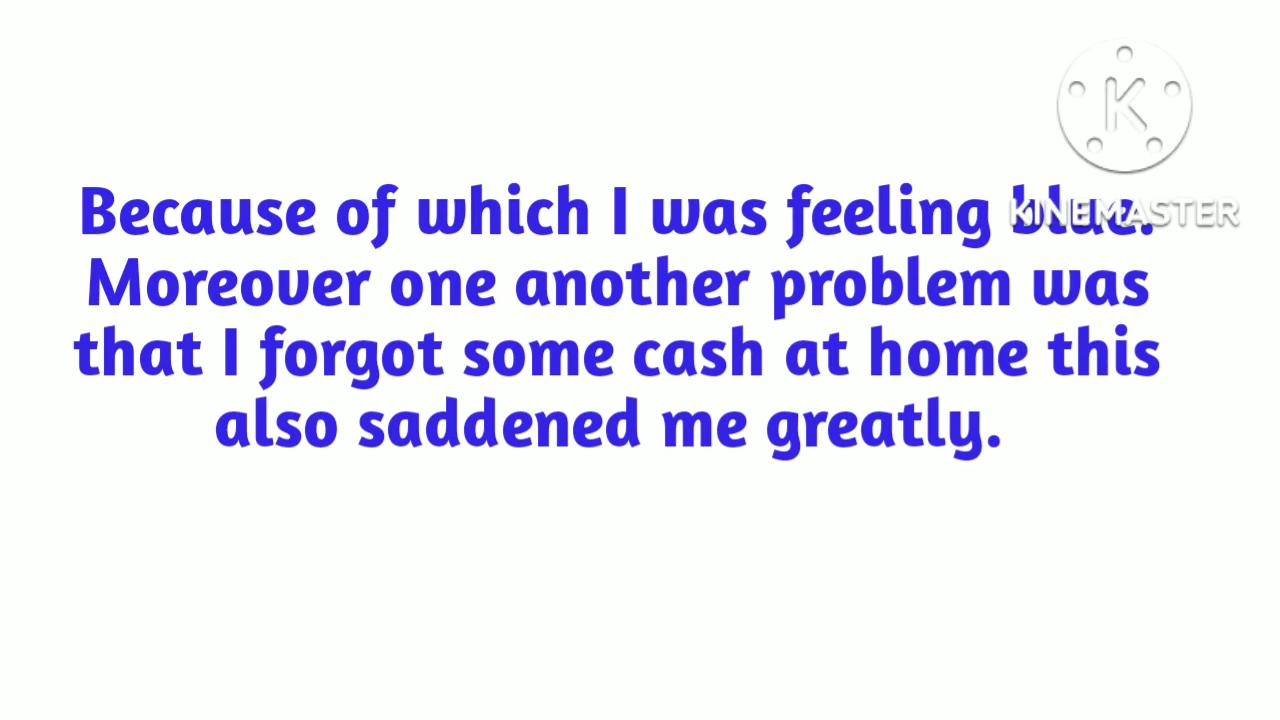 Because of which I was feeling blue.
Moreover one another problem was
that I forgot some cash at home this
also saddened me greatly.
K
KINEMASTER